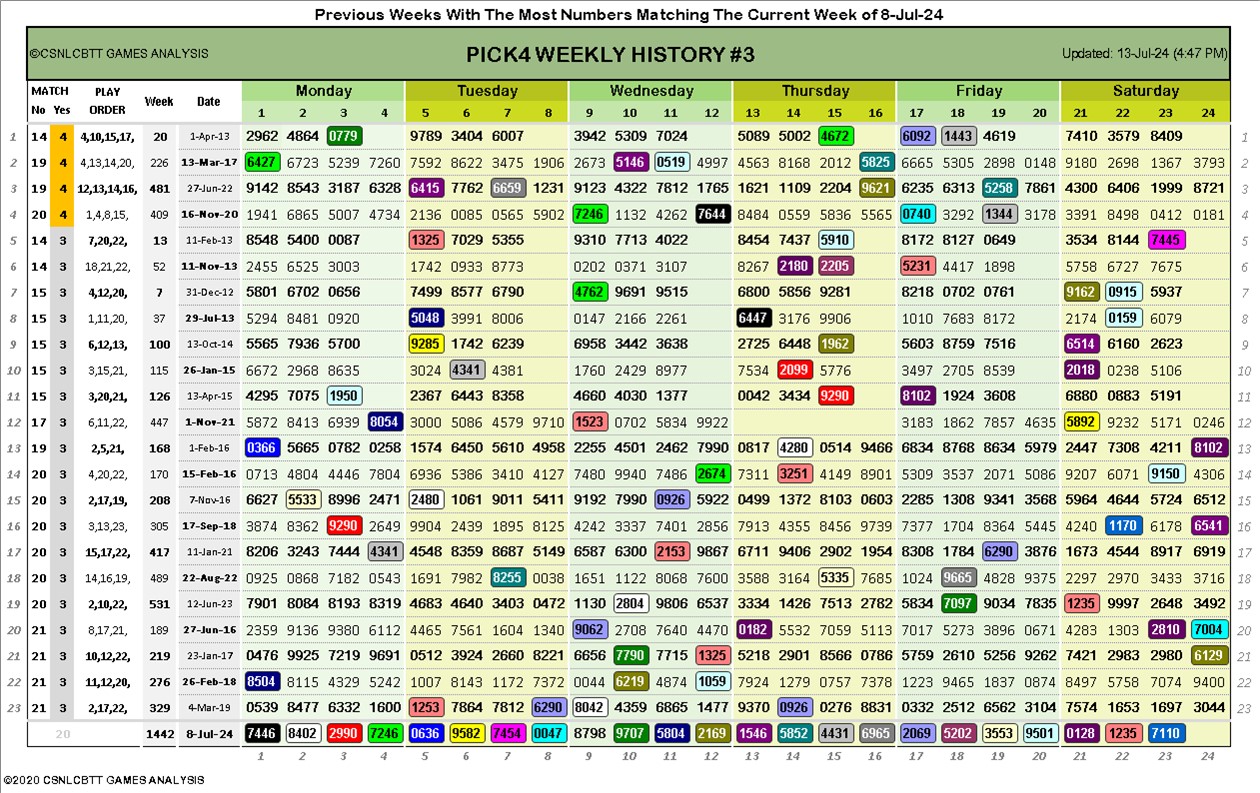 Previous Weeks With The Most Numbers Matching The Current Week of 8-Jul-24
©CSNLCBTT GAMES ANALYSIS PICK4 WEEKLY HISTORY #3 Updated: 13-Jul-24 (4:47 PM)
MATCH PLAY Week Date Monday Tuesday Wednesday Thursday Friday Saturday
No Yes ORDER 1 2 3 4 5 6 7 8 9 10 11 12 13 14 15 16 17 18 19 20 21 22 23 24
1 14 4 4,10,15,17, 20 1-Apr-13 2962 4864 0779 9789 3404 6007 3942 5309 7024 5089 5002 4672 6092 1443 4619 7410 3579 8409 1
2 19 4 4,13,14,20, 226 13-Mar-17 6427 6723 5239 7260 7592 8622 3475 1906 2673 5146 0519 4997 4563 8168 2012 5825 6665 5305 2898 0148 9180 2698 1367 3793 2
3 19 4 12,13,14,16, 481 27-Jun-22 9142 8543 3187 6328 6415 7762 6659 1231 9123 4322 7812 1765 1621 1109 2204 9621 6235 6313 5258 7861 4300 6406 1999 8721 3
4 20 4 1,4,8,15, 409 16-Nov-20 1941 6865 5007 4734 2136 0085 0565 5902 7246 1132 4262 7644 8484 0559 5836 5565 0740 3292 1344 3178 3391 8498 0412 0181 4
5 14 3 7,20,22, 13 11-Feb-13 8548 5400 0087 1325 7029 5355 9310 7713 4022 8454 7437 5910 8172 8127 0649 3534 8144 7445 5
6 14 3 18,21,22, 52 11-Nov-13 2455 6525 3003 1742 0933 8773 0202 0371 3107 8267 2180 2205 5231 4417 1898 5758 6727 7675 6
7 15 3 4,12,20, 7 31-Dec-12 5801 6702 0656 7499 8577 6790 4762 9691 9515 6800 5856 9281 8218 0702 0761 9162 0915 5937 7
8 15 3 1,11,20, 37 29-Jul-13 5294 8481 0920 5048 3991 8006 0147 2166 2261 6447 3176 9906 1010 7683 8172 2174 0159 6079 8
9 15 3 6,12,13, 100 13-Oct-14 5565 7936 5700 9285 1742 6239 6958 3442 3638 2725 6448 1962 5603 8759 7516 6514 6160 2623 9
10 15 3 3,15,21, 115 26-Jan-15 6672 2968 8635 3024 4341 4381 1760 2429 8977 7534 2099 5776 3497 2705 8539 2018 0238 5106 10
11 15 3 3,20,21, 126 13-Apr-15 4295 7075 1950 2367 6443 8358 4660 4030 1377 0042 3434 9290 8102 1924 3608 6880 0883 5191 11
12 17 3 6,11,22, 447 1-Nov-21 5872 8413 6939 8054 3000 5086 4579 9710 1523 0702 5834 9922 3183 1862 7857 4635 5892 9232 5171 0246 12
13 19 3 2,5,21, 168 1-Feb-16 0366 5665 0782 0258 1574 6450 5610 4958 2255 4501 2462 7990 0817 4280 0514 9466 6834 8768 8634 5979 2447 7308 4211 8102 13
14 20 3 4,20,22, 170 15-Feb-16 0713 4804 4446 7804 6936 5386 3410 4127 7480 9940 7486 2674 7311 3251 4149 8901 5309 3537 2071 5086 9207 6071 9150 4306 14
15 20 3 2,17,19, 208 7-Nov-16 6627 5533 8996 2471 2480 1061 9011 5411 9192 7990 0926 5922 0499 1372 8103 0603 2285 1308 9341 3568 5964 4644 5724 6512 15
16 20 3 3,13,23, 305 17-Sep-18 3874 8362 9290 2649 9904 2439 1895 8125 4242 3337 7401 2856 7913 4355 8456 9739 7377 1704 8364 5445 4240 1170 6178 6541 16
17 20 3 15,17,22, 417 11-Jan-21 8206 3243 7444 4341 4548 8359 8687 5149 6587 6300 2153 9867 6711 9406 2902 1954 8308 1784 6290 3876 1673 4544 8917 6919 17
18 20 3 14,16,19, 489 22-Aug-22 0925 0868 7182 0543 1691 7982 8255 0038 1651 1122 8068 7600 3588 3164 5335 7685 1024 9665 4828 9375 2297 2970 3433 3716 18
19 20 3 2,10,22, 531 12-Jun-23 7901 8084 8193 8319 4683 4640 3403 0472 1130 2804 9806 6537 3334 1426 7513 2782 5834 7097 9034 7835 1235 9997 2648 3492 19
20 21 3 8,17,21, 189 27-Jun-16 2359 9136 9380 6112 4465 7561 1600 1340 9062 2708 7640 4470 0182 5532 7059 5113 7017 5273 3896 0671 4283 1303 2810 7004 20
21 21 3 10,12,22, 219 23-Jan-17 0476 9925 7219 9691 0512 3924 2900 8221 6656 7790 7715 1325 5218 2901 8566 0786 5759 2610 5256 9262 7421 2983 2980 6129 21
22 21 3 11,12,20, 276 26-Feb-18 8504 8115 4329 5242 1007 8143 1172 7372 0044 6219 4874 1059 7924 1279 0757 7368 1223 9465 1837 0874 8497 5758 7074 9400 22
23 21 3 2,17,22, 329 4-Mar-19 0539 8477 6332 1600 1253 7864 7812 6290 8042 4359 6865 1477 9370 0926 0276 8831 0332 2512 6562 3104 7574 1653 1697 3044 23
20 1442 8-Jul-24 7446 8402 2990 7246 0636 9582 7454 0047 8798 9707 5804 2169 1546 5852 4431 6965 2069 5202 3553 9501 0128 1235 7110
1 2 3 4 5 6 7 8 9 10 11 12 13 14 15 16 17 18 19 20 21 22 23 24
©2020 CSNLCBTT GAMES ANALYSIS